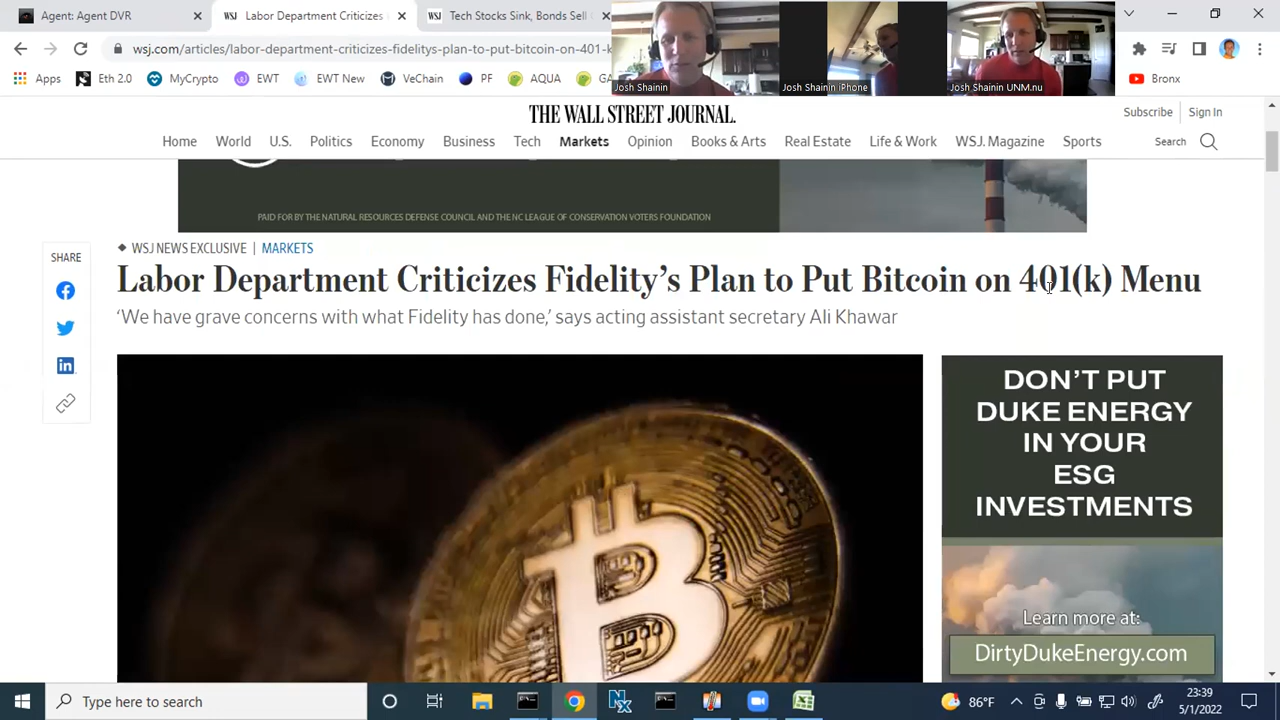 Agent: Agent DVR
Labor Department Criticizes
Tech Stocks Sink, Bonds Sell
wsj.com/articles/labor-department-criticizes-fidelitys-plan-to-put-bitcoin-on-401-k
Apps
Eth 2.0
MyCrypto
EWT
EWT New
VeChain
PF
AQUA
GA
Josh Shainin
Josh Shainin iPhone
Josh Shainin UNM.nu
Bronx
THE WALL STREET JOURNAL.
Subscribe
Sign In
Home
World
U.S.
Politics
Economy
Business
Tech
Markets
Opinion
Books & Arts
Real Estate
Life & Work
WSJ. Magazine
Sports
Search
PAID FOR BY THE NATURAL RESOURCES DEFENSE COUNCIL AND THE NC LEAGUE OF CONSERVATION VOTERS FOUNDATION
SHARE
WSJ NEWS EXCLUSIVE | MARKETS
Labor Department Criticizes Fidelity's Plan to Put Bitcoin on 401(k) Menu
‘We have grave concerns with what Fidelity has done,’ says acting assistant secretary Ali Khawar
DON'T PUT
DUKE ENERGY
IN YOUR
ESG
INVESTMENTS
Learn more at:
DirtyDukeEnergy.com
Type here to search
86°F
23:39
5/1/2022